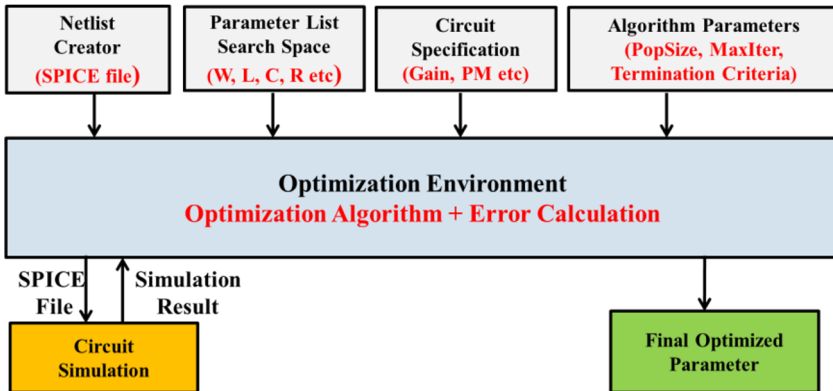 Netlist
Creator
(SPICE file)
Parameter List
Search Space
(W, L, C, R etc)
Circuit
Specification
(Gain, PM etc)
Algorithm Parameters
(PopSize, MaxIter,
Termination Criteria)
Optimization Environment
Optimization Algorithm + Error Calculation
SPICE
File
Simulation
Result
Circuit
Simulation
Final Optimized
Parameter